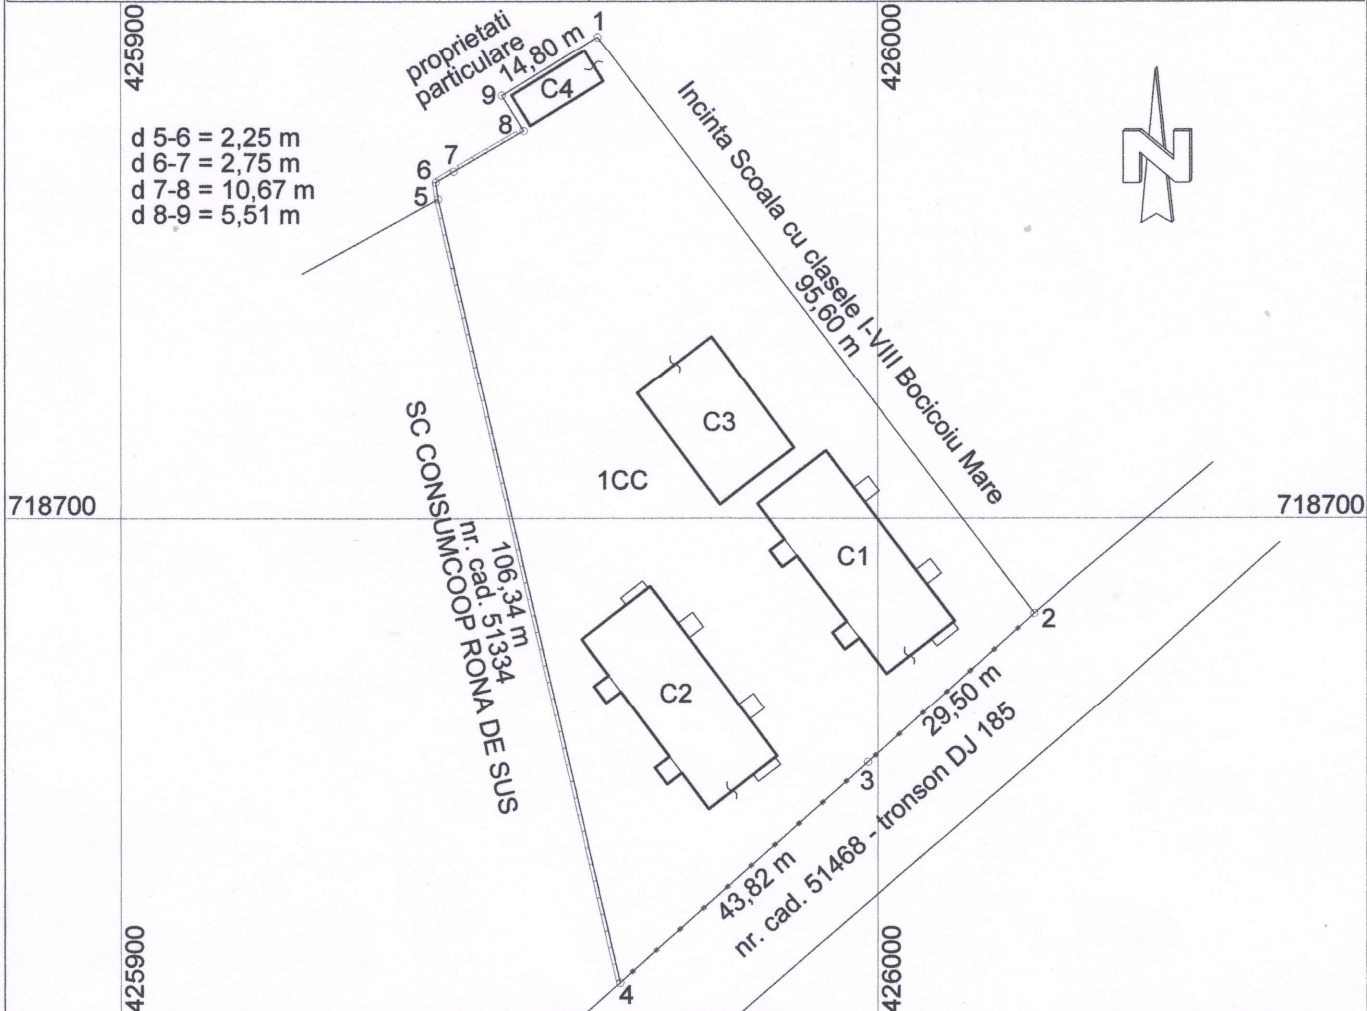 425900
426000
1
proprietati
particulare
14,80 m
9
C4
8
d 5-6 = 2,25 m
d 6-7 = 2,75 m
d 7-8 = 10,67 m
d 8-9 = 5,51 m
7
6
5
Incinta Scoala cu clasele I-VIII Bocicoiu Mare
95,60 m
N
C3
1CC
718700
718700
C1
SC CONSUMCOOP RONA DE SUS
nr. cad. 51334
106,34 m
2
C2
29,50 m
3
43,82 m
nr. cad. 51468 - tronson DJ 185
4
425900
426000